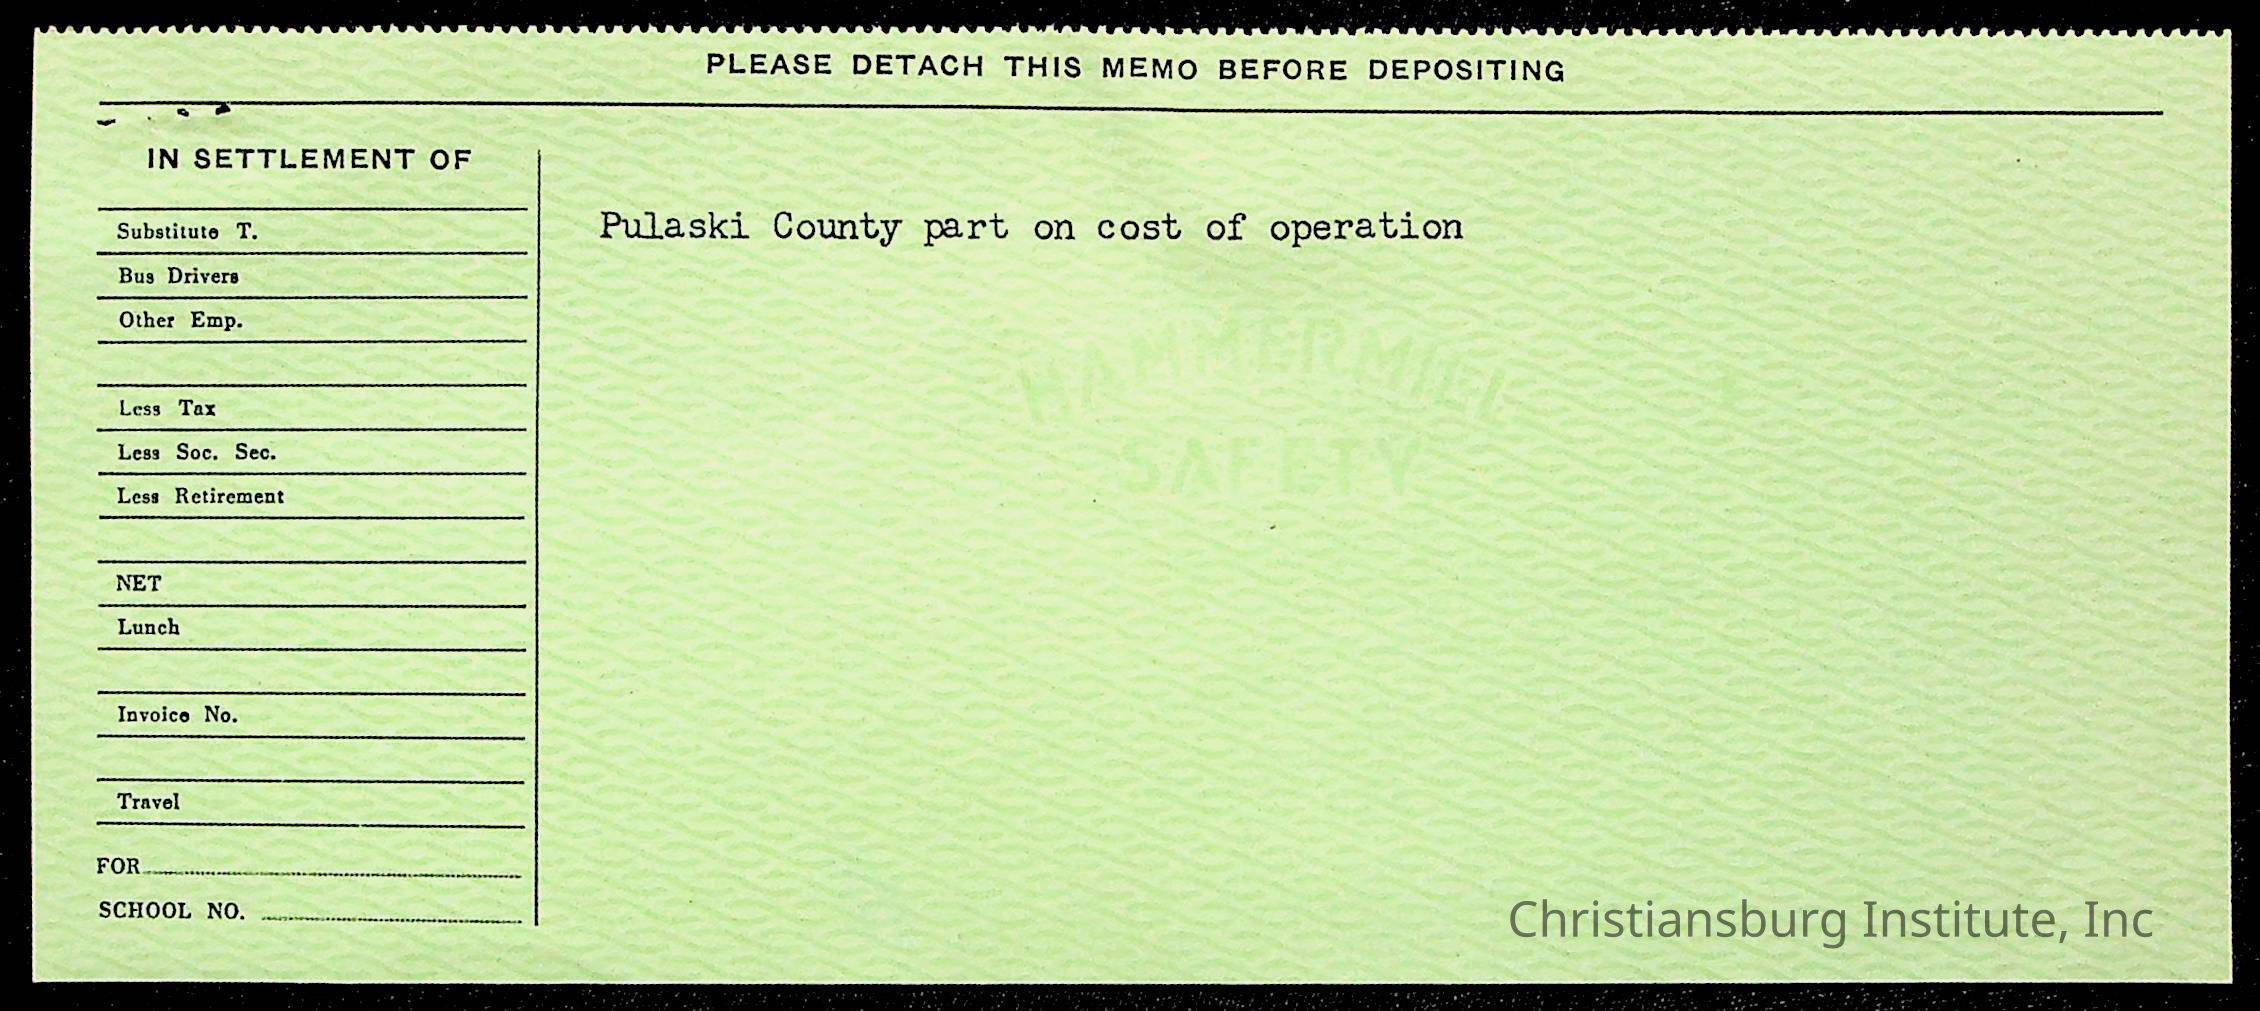 PLEASE DETACH THIS MEMO BEFORE DEPOSITING
IN SETTLEMENT OF
Substitute T.
Bus Drivers
Other Emp.
Less Tax
Less Soc. Sec.
Less Retirement
NET
Lunch
Invoice No.
Travel
FOR
SCHOOL NO.
Pulaski County part on cost of operation
HAMMERMILL
SAFETY
Christiansburg Institute, Inc